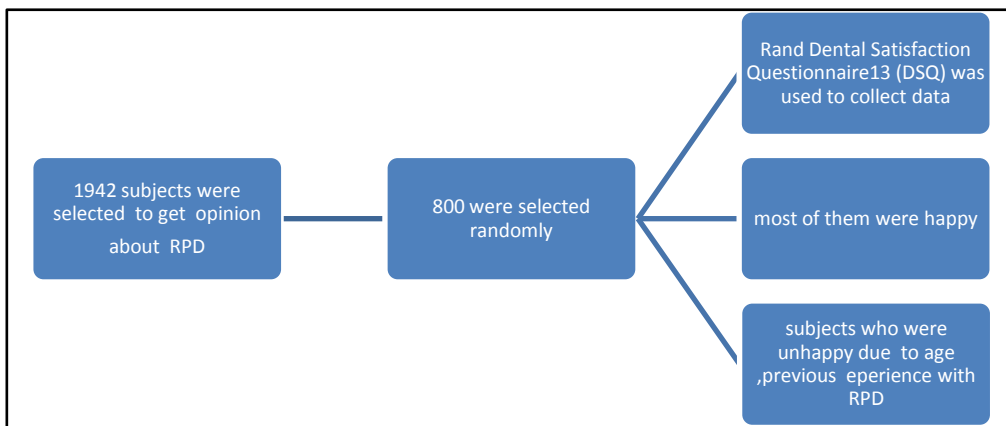 1942 subjects were
selected to get opinion
about RPD
800 were selected
randomly
Rand Dental Satisfaction
Questionnaire13 (DSQ) was
used to collect data
most of them were happy
subjects who were
unhappy due to age
,previous eperience with
RPD